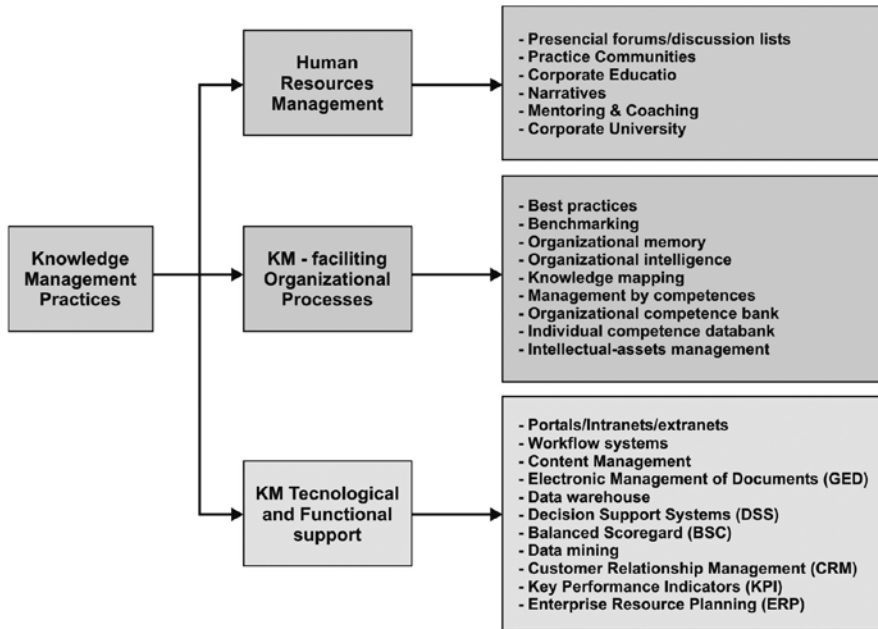 Human
Resources
Management
- Presencial forums/discussion lists
- Practice Communities
- Corporate Educatio
- Narratives
- Mentoring & Coaching
- Corporate University
Knowledge
Management
Practices
KM - faciliting
Organizational
Processes
- Best practices
- Benchmarking
- Organizational memory
- Organizational intelligence
- Knowledge mapping
- Management by competences
- Organizational competence bank
- Individual competence databank
- Intellectual-assets management
KM Tecnological
and Functional
support
- Portals/Intranets/extranets
- Workflow systems
- Content Management
- Electronic Management of Documents (GED)
- Data warehouse
- Decision Support Systems (DSS)
- Balanced Scoregard (BSC)
- Data mining
- Customer Relationship Management (CRM)
- Key Performance Indicators (KPI)
- Enterprise Resource Planning (ERP)